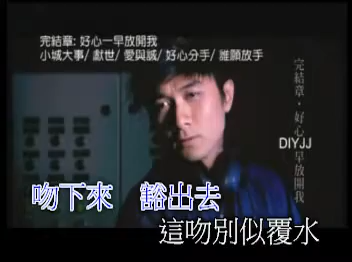 完結章: 好心一早放開我
小城大事/ 獻世/ 愛與誠/ 好心分手/ 誰願放手
完結章·好心一早放開我
DIYJJ
吻下來 豁出去
這吻別似覆水